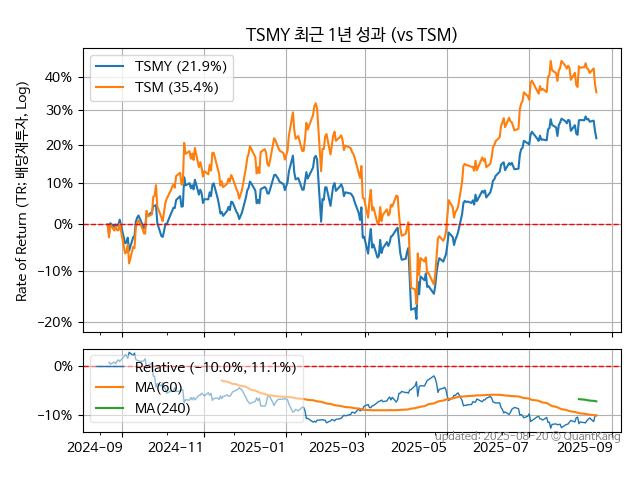 TSMY 최근 1년 성과 (vs TSM)
Rate of Return (TR; 배당재투자, Log)
TSMY (21.9%)
TSM (35.4%)
40%
30%
20%
10%
0%
−10%
−20%
Relative (−10.0%, 11.1%)
MA(60)
MA(240)
0%
−10%
2024-09
2024-11
2025-01
2025-03
2025-05
2025-07
2025-09
updated: 2025-08-20 © QuantKang